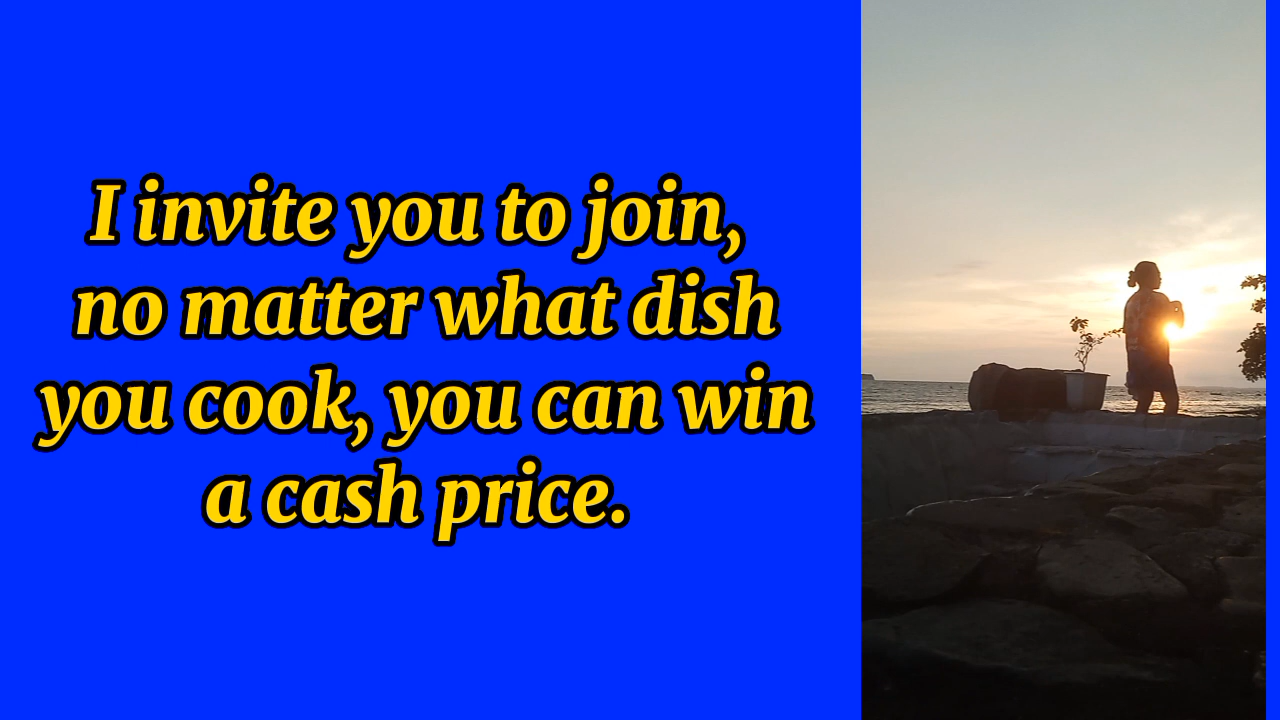 I invite you to join,
no matter what dish
you cook, you can win
a cash price.